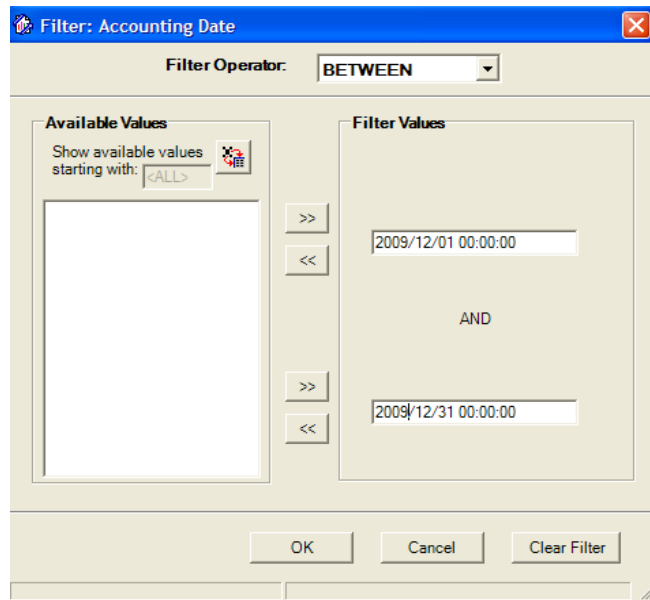 Filter: Accounting Date
Filter Operator:
BETWEEN
Available Values
Show available values
starting with:
<ALL>
>>
<<
>>
<<
Filter Values
2009/12/01 00:00:00
AND
2009/12/31 00:00:00
OK
Cancel
Clear Filter